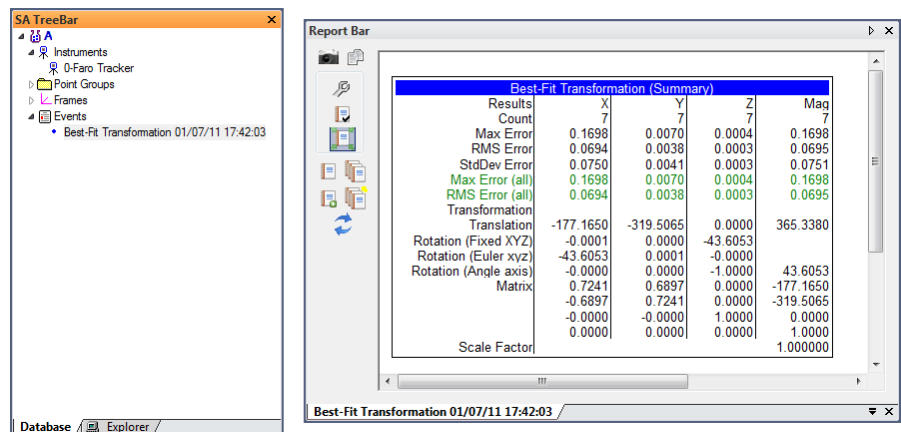 SA TreeBar
A
Instruments
0-Faro Tracker
Point Groups
Frames
Events
Best-Fit Transformation 01/07/11 17:42:03
Database
Explorer
Report Bar
Best-Fit Transformation (Summary)
Results X Y Z Mag
Count 7 7 7 7
Max Error 0.1698 0.0070 0.0004 0.1698
RMS Error 0.0694 0.0038 0.0003 0.0695
StdDev Error 0.0750 0.0041 0.0003 0.0751
Max Error (all) 0.1698 0.0070 0.0004 0.1698
RMS Error (all) 0.0694 0.0038 0.0003 0.0695
Transformation
Translation -177.1650 -319.5065 0.0000 365.3380
Rotation (Fixed XYZ) -0.0001 0.0000 -43.6053
Rotation (Euler xyz) -43.6053 0.0001 -0.0000
Rotation (Angle axis) -0.0000 0.0000 -1.0000 43.6053
Matrix 0.7241 0.6897 0.0000 -177.1650
-0.6897 0.7241 0.0000 -319.5065
-0.0000 -0.0000 1.0000 0.0000
0.0000 0.0000 0.0000 1.0000
Scale Factor 1.000000
Best-Fit Transformation 01/07/11 17:42:03